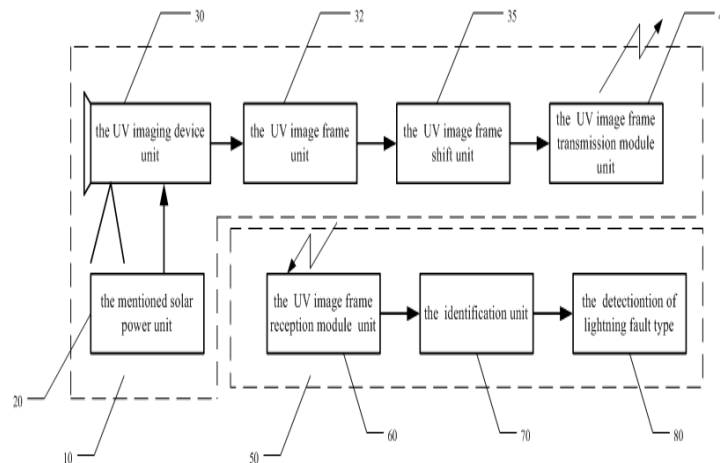 30
32
35
4
the UV imaging device
unit
the UV image frame
unit
the UV image frame
shift unit
the UV image frame
transmission module
unit
the mentioned solar
power unit
the UV image frame
reception module unit
the identification unit
the detectiontion of
lightning fault type
20
10
50
60
70
80